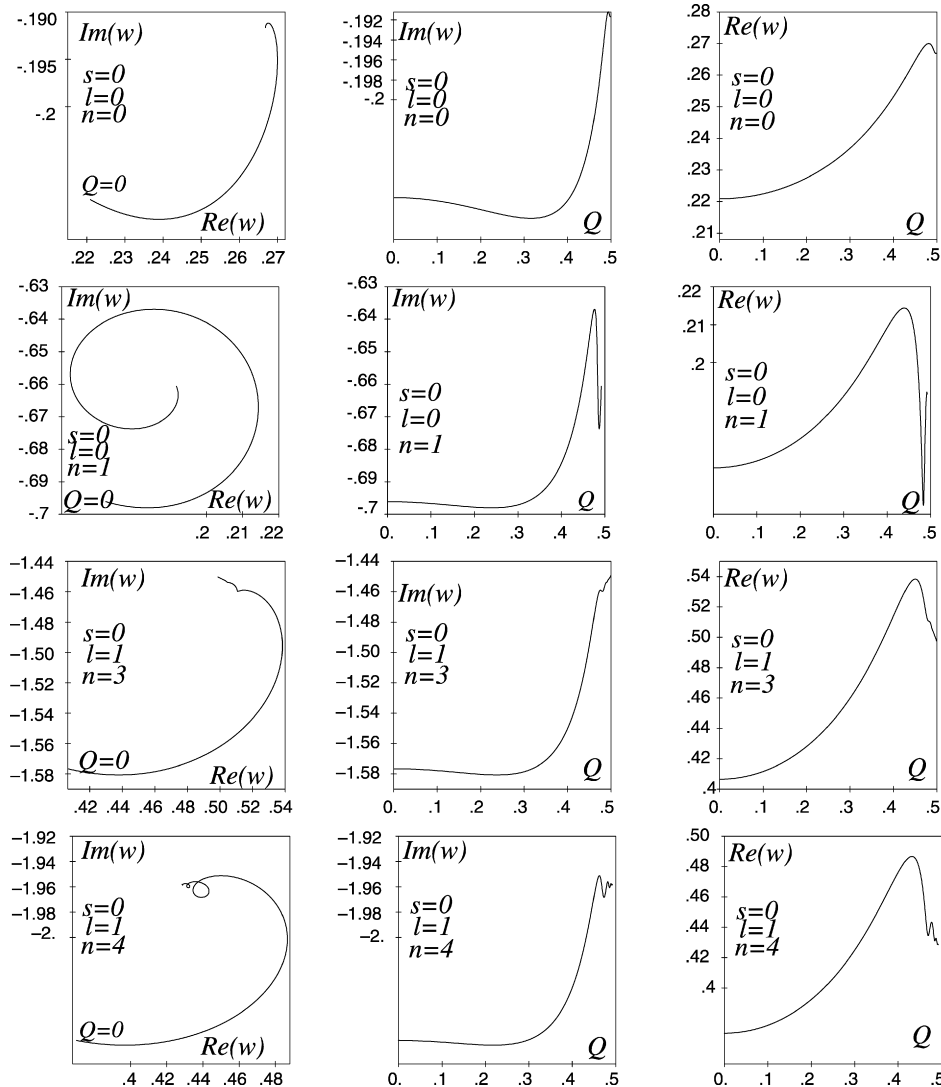 -.190
-.195
-.2
Im(w)
s=0
l=0
n=0
Q=0
Re(w)
.22 .23 .24 .25 .26 .27
-.192
-.194
-.196
-.198
-.2
Im(w)
s=0
l=0
n=0
Q
0. .1 .2 .3 .4 .5
.28
.27
.26
.25
.24
.23
.22
.21
Re(w)
s=0
l=0
n=0
Q
0. .1 .2 .3 .4 .5
-.63
-.64
-.65
-.66
-.67
-.68
-.69
-.7
Im(w)
s=0
l=0
n=1
Q=0
Re(w)
.2 .21 .22
-.63
-.64
-.65
-.66
-.67
-.68
-.69
-.7
Im(w)
s=0
l=0
n=1
Q
0. .1 .2 .3 .4 .5
.22
.21
.2
Re(w)
s=0
l=0
n=1
Q
0. .1 .2 .3 .4 .5
−1.44
−1.46
−1.48
−1.50
−1.52
−1.54
−1.56
−1.58
Im(w)
s=0
l=1
n=3
Q=0
Re(w)
.42 .44 .46 .48 .50 .52 .54
−1.44
−1.46
−1.48
−1.50
−1.52
−1.54
−1.56
−1.58
Im(w)
s=0
l=1
n=3
Q
0. .1 .2 .3 .4 .5
.54
.52
.50
.48
.46
.44
.42
.4
Re(w)
s=0
l=1
n=3
Q
0. .1 .2 .3 .4 .5
−1.92
−1.94
−1.96
−1.98
−2.
Im(w)
s=0
l=1
n=4
Q=0
Re(w)
.4 .42 .44 .46 .48
−1.92
−1.94
−1.96
−1.98
−2.
Im(w)
s=0
l=1
n=4
Q
0. .1 .2 .3 .4 .5
.50
.48
.46
.44
.42
.4
Re(w)
s=0
l=1
n=4
Q
0. .1 .2 .3 .4 .5